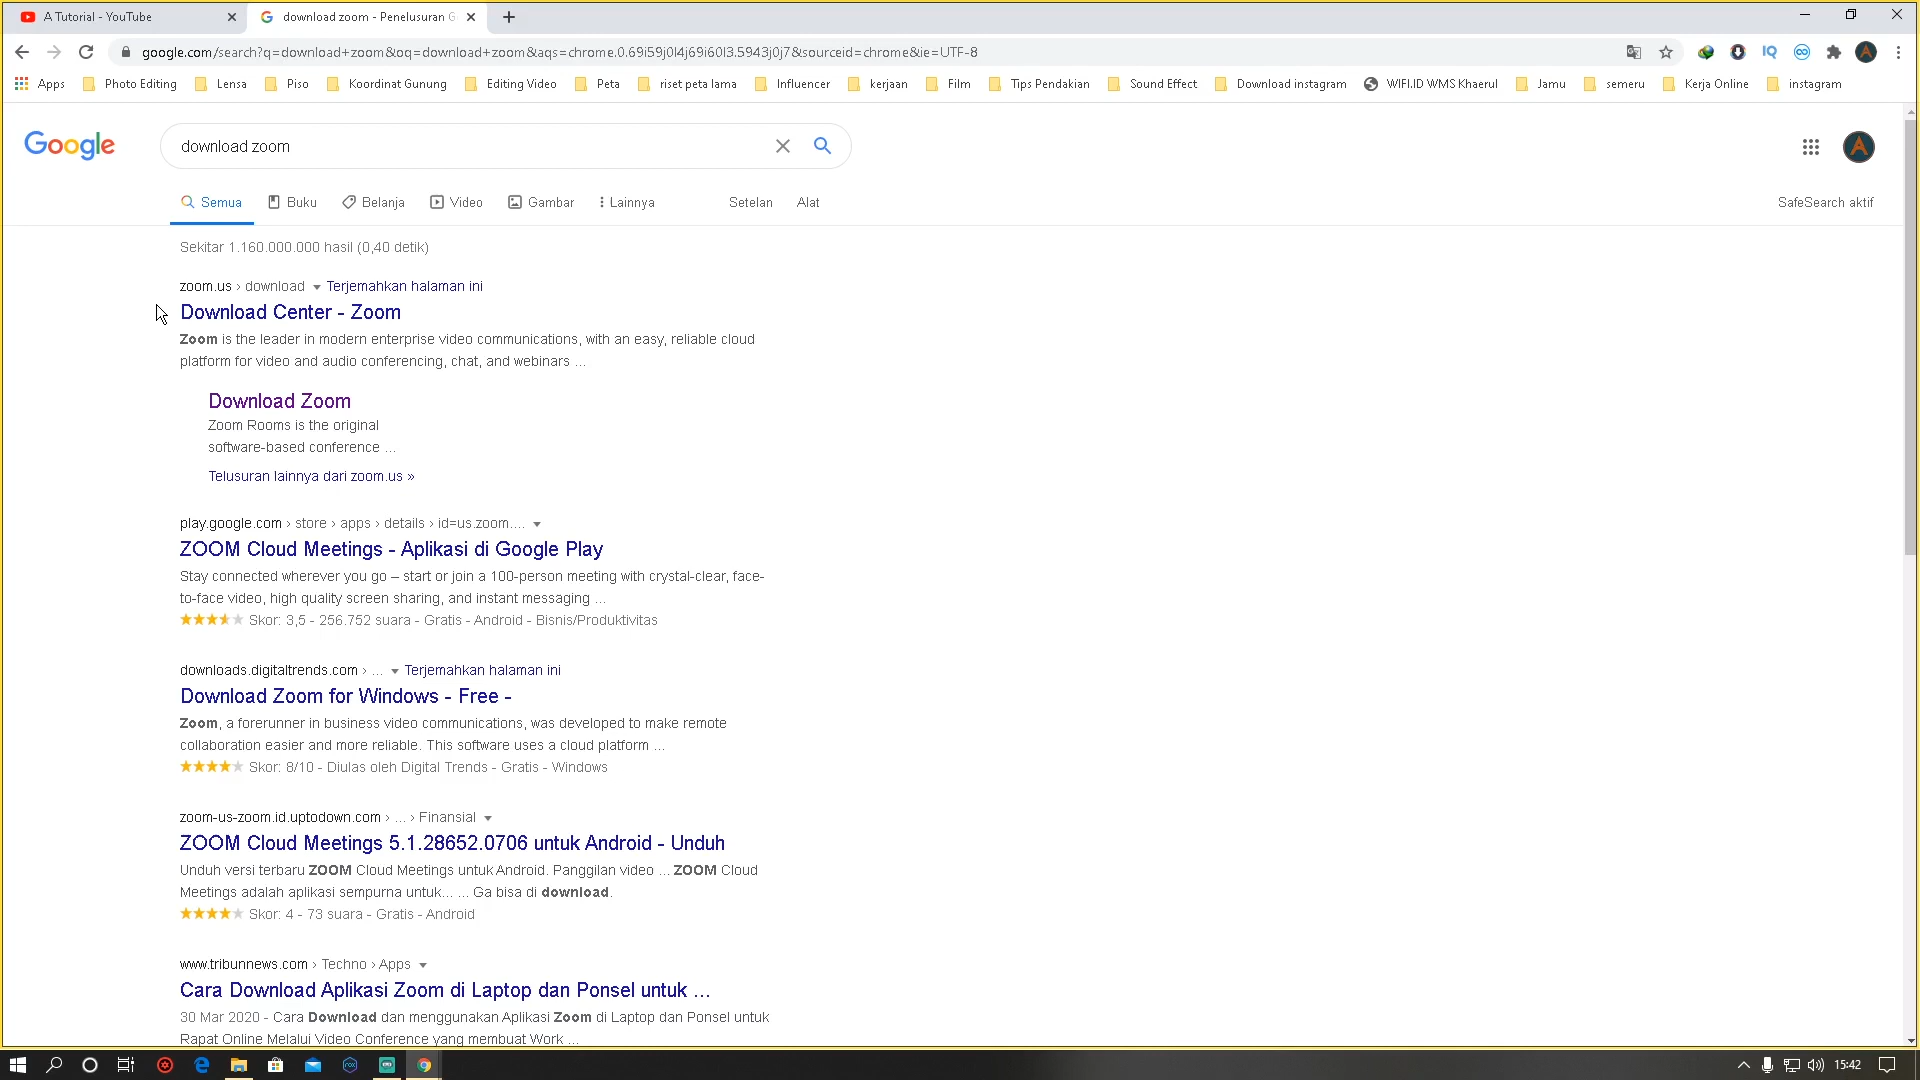 A Tutorial - YouTube
download zoom - Penelusuran G
google.com/search?q=download+zoom&oq=download+zoom&aqs=chrome.0.69i59j0l4j69i60l3.5943j0j7&sourceid=chrome&ie=UTF-8
Apps Photo Editing Lensa Piso Koordinat Gunung Editing Video Peta riset peta lama Influencer kerjaan Film Tips Pendakian Sound Effect Download instagram WIFI.ID WMS Khaerul Jamu semeru Kerja Online instagram
Google
download zoom
Semua Buku Belanja Video Gambar Lainnya Setelan Alat SafeSearch aktif
Sekitar 1.160.000.000 hasil (0,40 detik)
zoom.us › download Terjemahkan halaman ini
Download Center - Zoom
Zoom is the leader in modern enterprise video communications, with an easy, reliable cloud
platform for video and audio conferencing, chat, and webinars ...
Download Zoom
Zoom Rooms is the original
software-based conference ...
Telusuran lainnya dari zoom.us »
play.google.com › store › apps › details › id=us.zoom....
ZOOM Cloud Meetings - Aplikasi di Google Play
Stay connected wherever you go – start or join a 100-person meeting with crystal-clear, face-
to-face video, high quality screen sharing, and instant messaging ...
Skor: 3,5 - 256.752 suara - Gratis - Android - Bisnis/Produktivitas
downloads.digitaltrends.com › ... Terjemahkan halaman ini
Download Zoom for Windows - Free -
Zoom, a forerunner in business video communications, was developed to make remote
collaboration easier and more reliable. This software uses a cloud platform ...
Skor: 8/10 - Diulas oleh Digital Trends - Gratis - Windows
zoom-us-zoom.id.uptodown.com › ... › Finansial
ZOOM Cloud Meetings 5.1.28652.0706 untuk Android - Unduh
Unduh versi terbaru ZOOM Cloud Meetings untuk Android. Panggilan video ... ZOOM Cloud
Meetings adalah aplikasi sempurna untuk... ... Ga bisa di download.
Skor: 4 - 73 suara - Gratis - Android
www.tribunnews.com › Techno › Apps
Cara Download Aplikasi Zoom di Laptop dan Ponsel untuk ...
30 Mar 2020 - Cara Download dan menggunakan Aplikasi Zoom di Laptop dan Ponsel untuk
Rapat Online Melalui Video Conference yang membuat Work ...
15:42